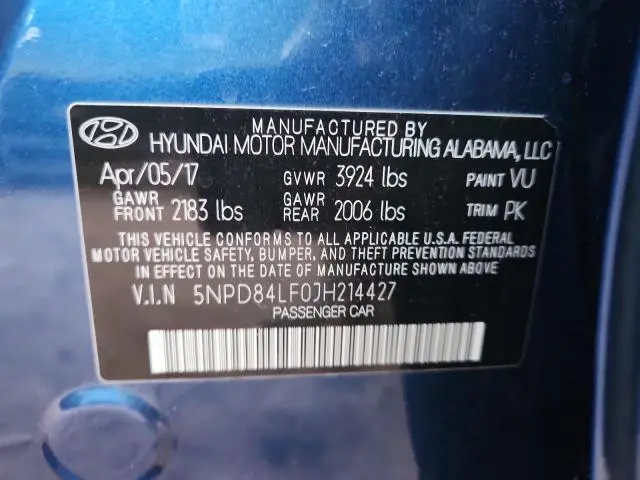 MANUFACTURED BY
HYUNDAI MOTOR MANUFACTURING ALABAMA, LLC
Apr/05/17 GVWR 3924 lbs PAINT VU
GAWR FRONT 2183 lbs GAWR REAR 2006 lbs TRIM PK
THIS VEHICLE CONFORMS TO ALL APPLICABLE U.S.A. FEDERAL
MOTOR VEHICLE SAFETY, BUMPER, AND THEFT PREVENTION STANDARDS
IN EFFECT ON THE DATE OF MANUFACTURE SHOWN ABOVE
V.I.N 5NPD84LF0JH214427
PASSENGER CAR